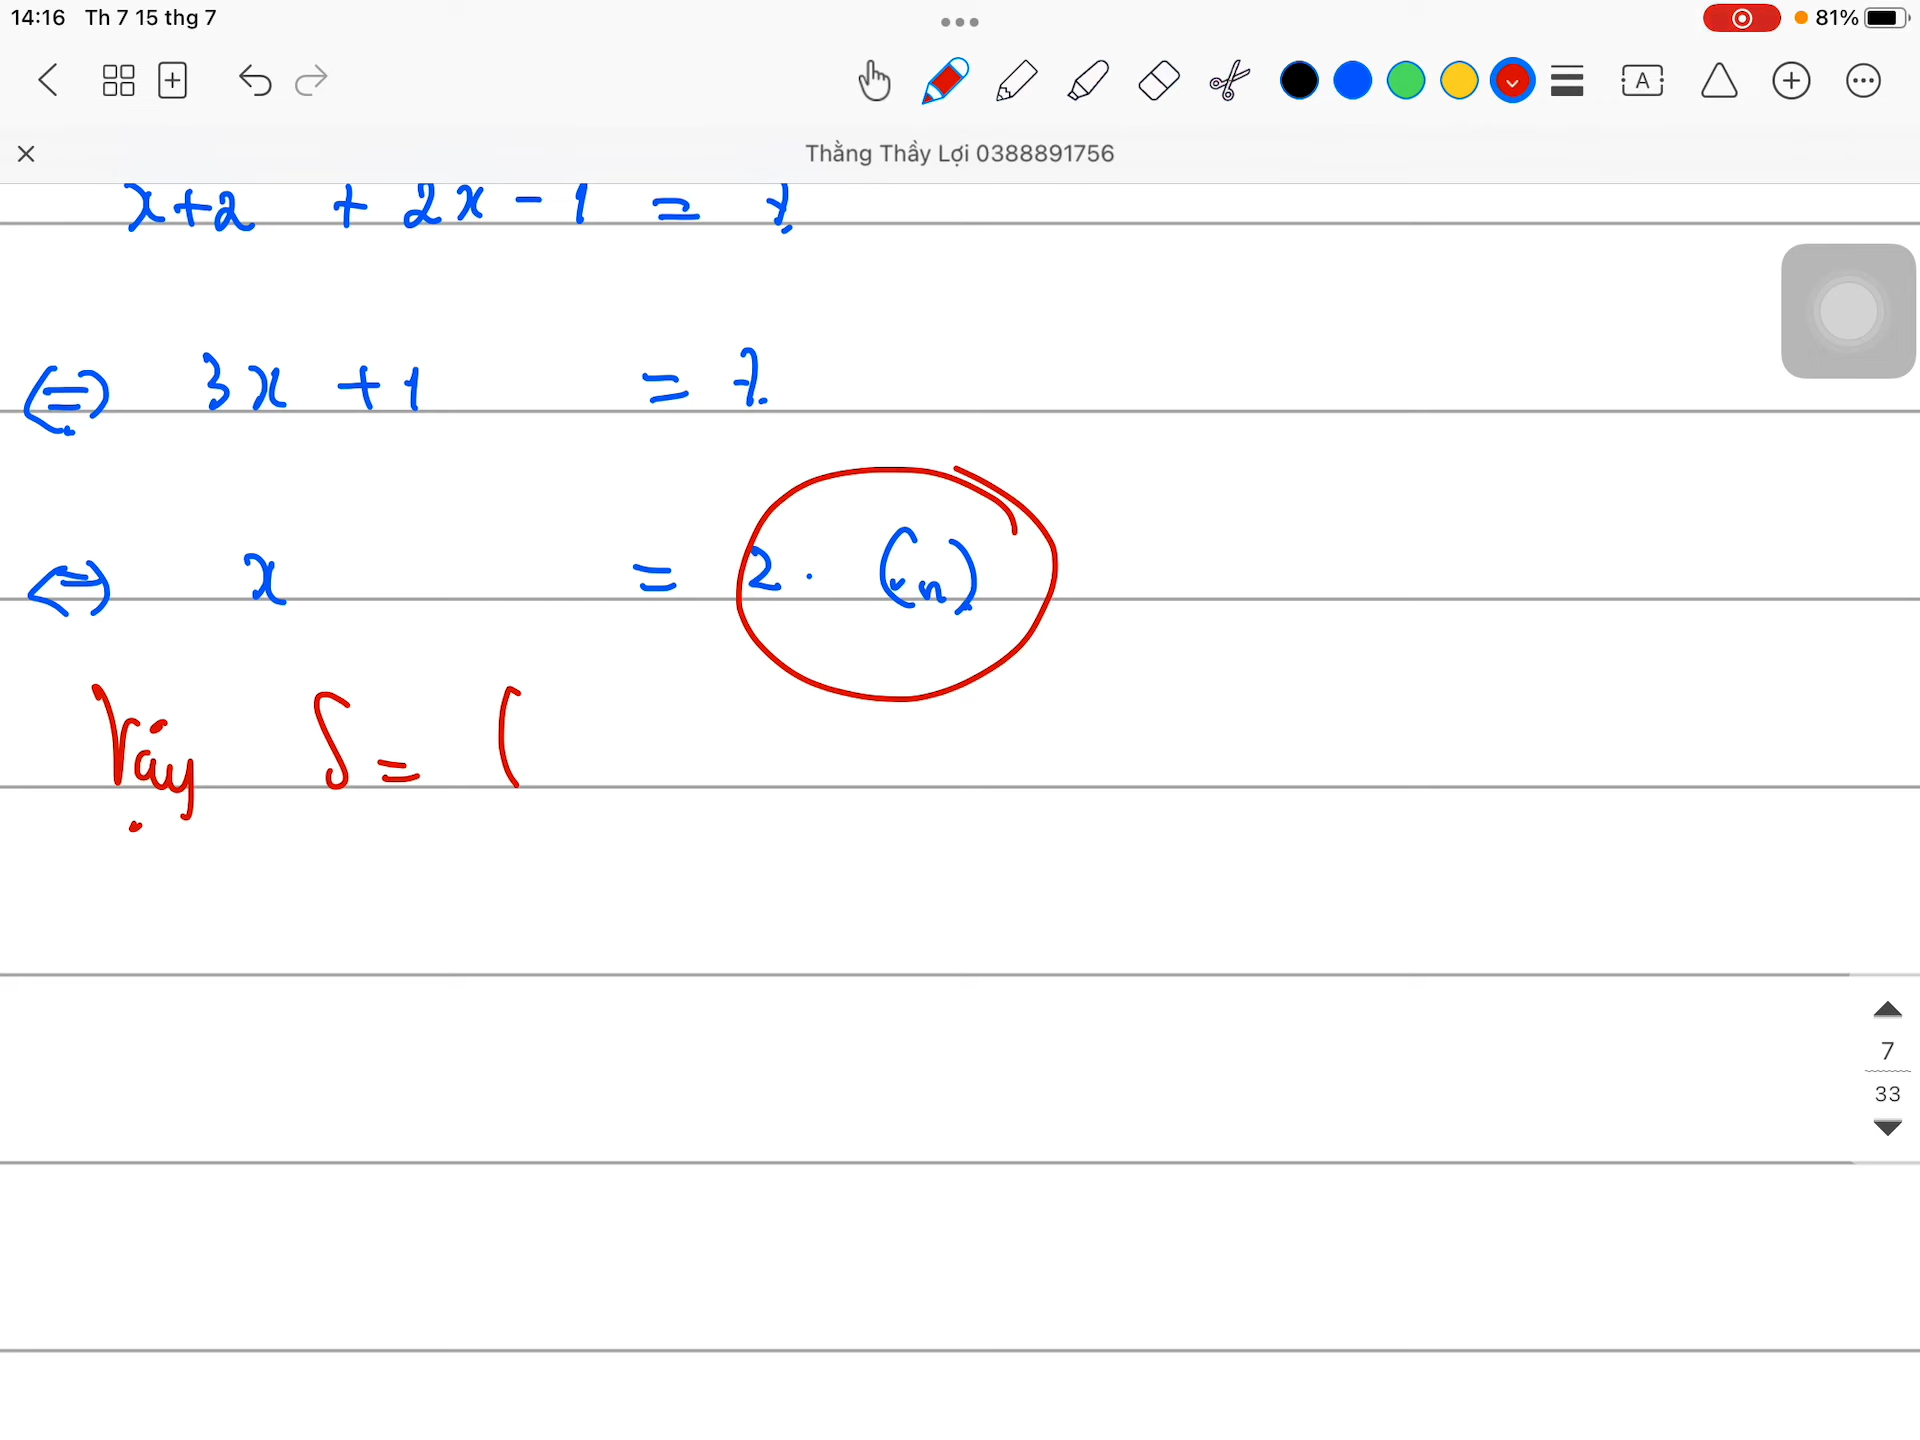 14:16 Th 7 15 thg 7 81%
A
Thằng Thầy Lợi 0388891756
x+2 + 2x - 1 = 7
⇔ 3x + 1 = 7.
⇔ x = 2. (n)
Vậy S = (
7
33